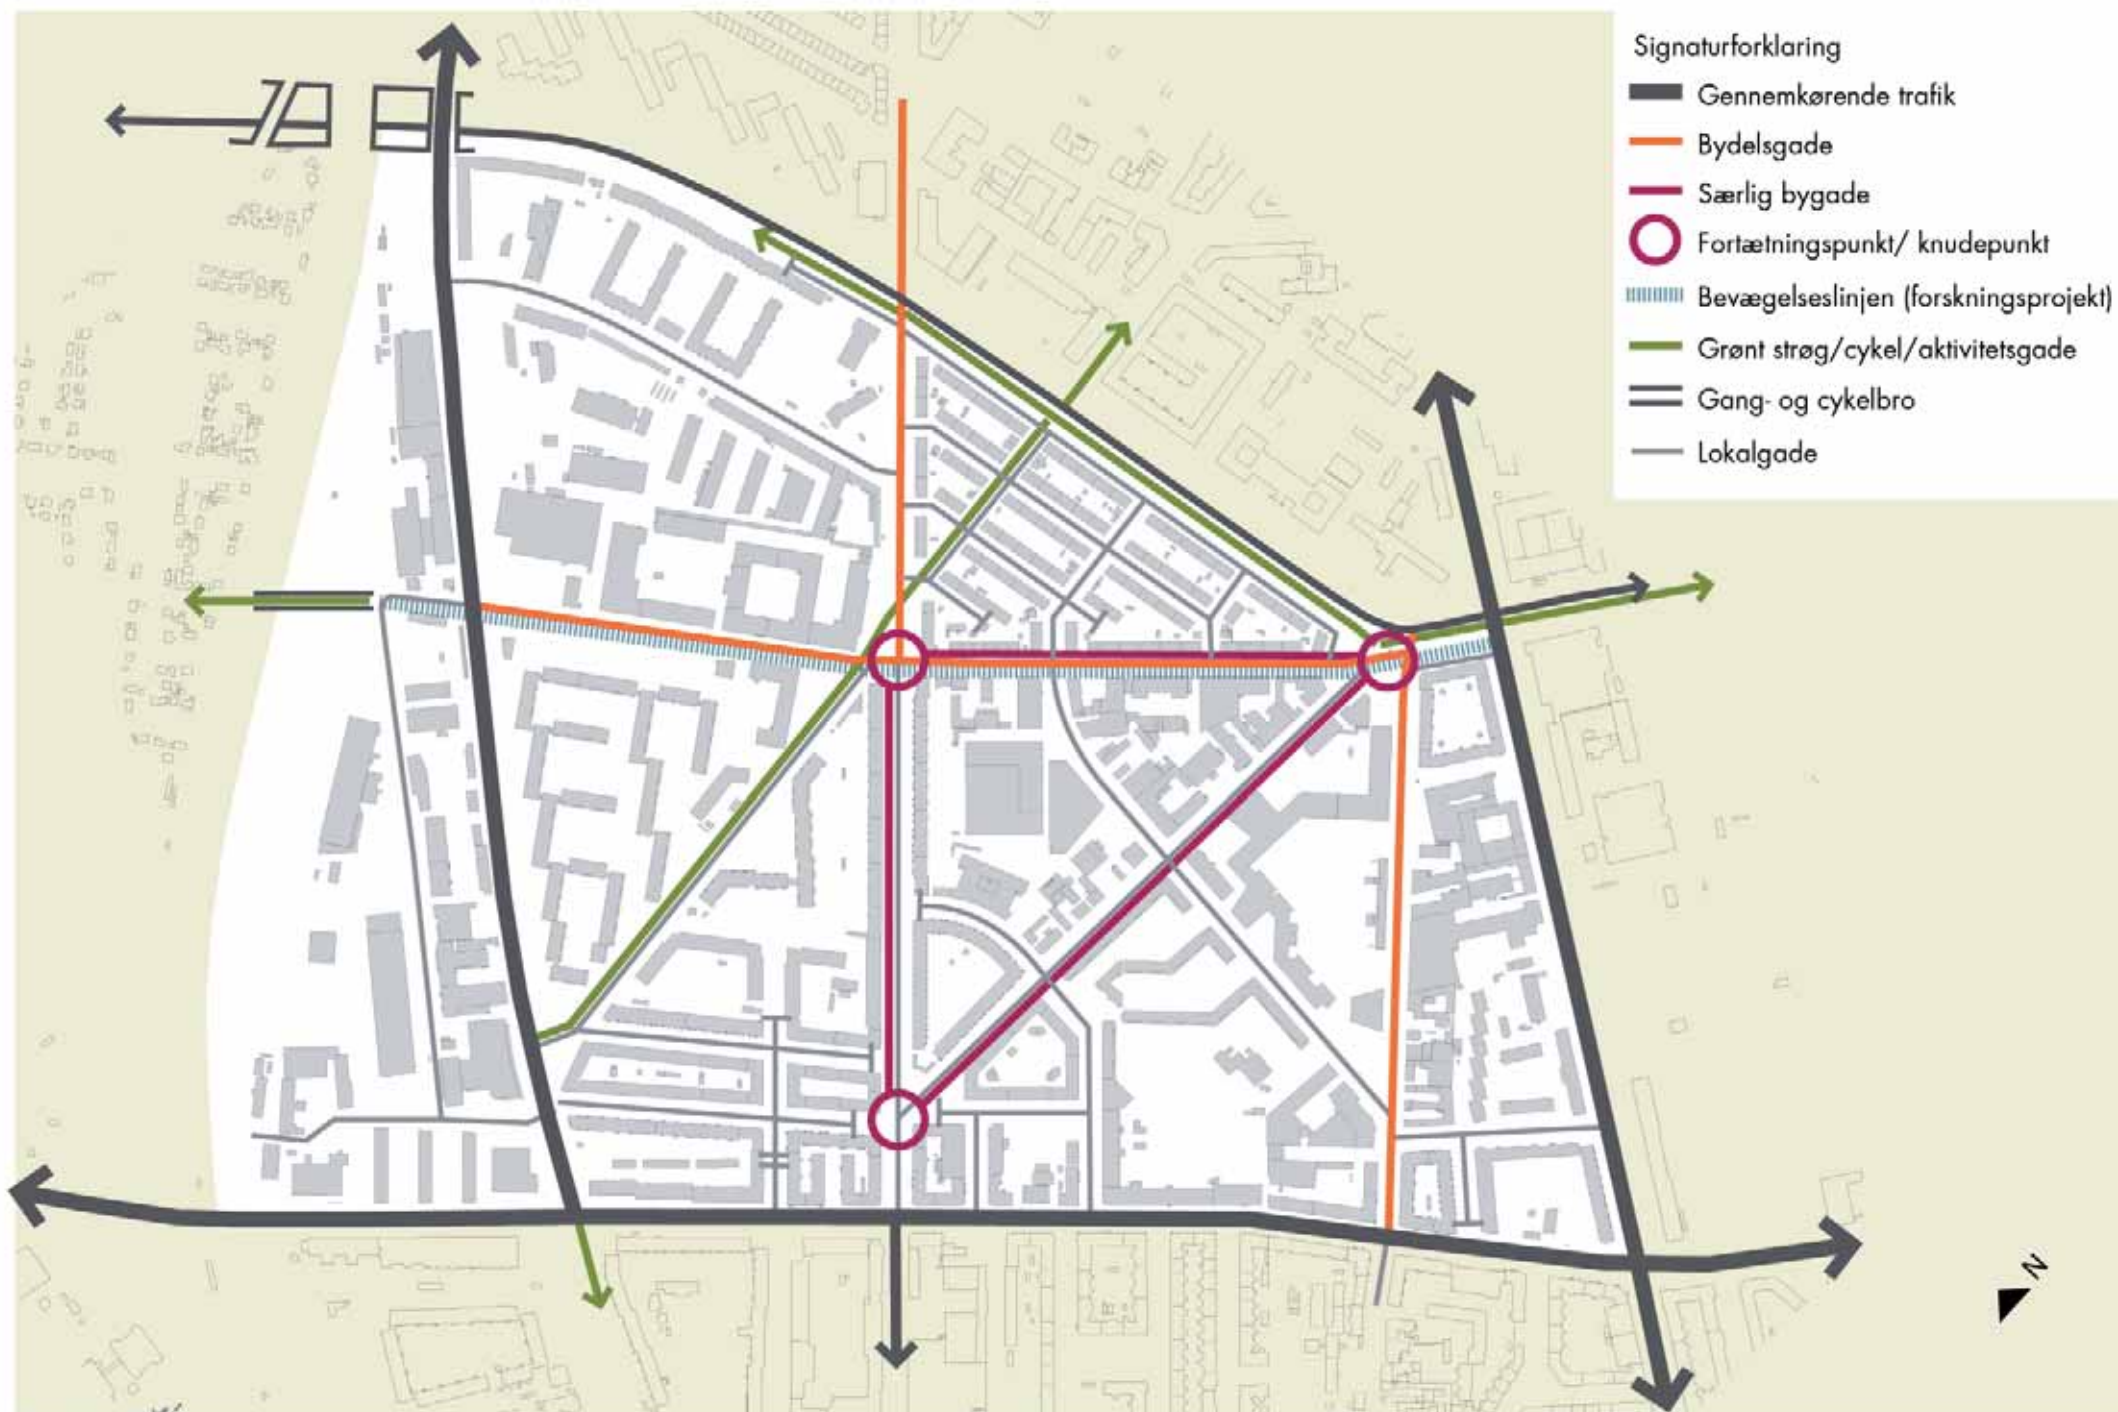 Signaturforklaring
Gennemkørende trafik
Bydelsgade
Særlig bygade
Fortætningspunkt/ knudepunkt
Bevægelseslinjen (forskningsprojekt)
Grønt strøg/cykel/aktivitetsgade
Gang- og cykelbro
Lokalgade
N